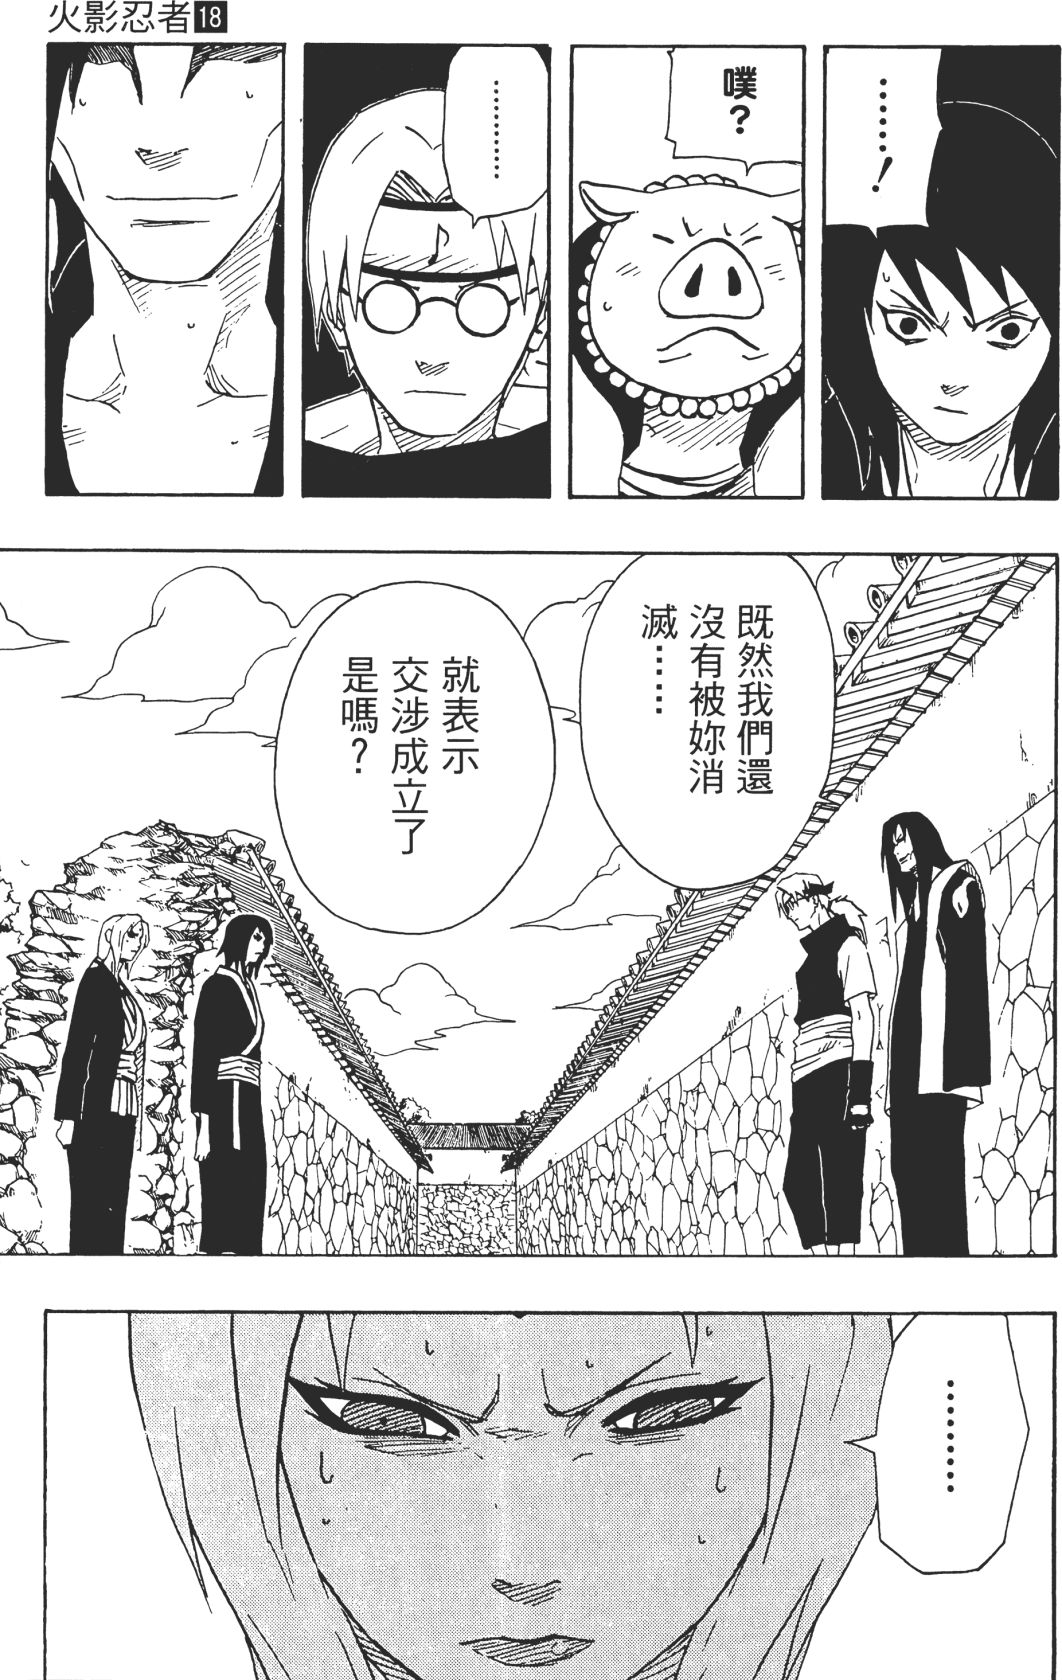 火影忍者18
………！
噗？
…………
既然我們還
沒有被妳消
滅……
就表示
交涉成立了
是嗎？
………